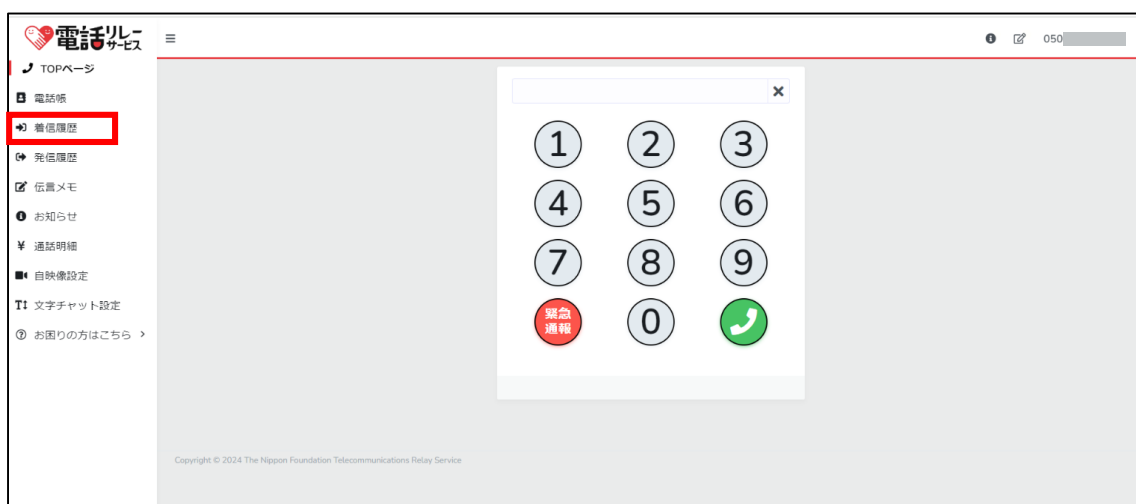 電話リレーサービス
050
TOPページ
電話帳
着信履歴
発信履歴
伝言メモ
お知らせ
¥ 通話明細
自映像設定
文字チャット設定
お困りの方はこちら
1 2 3
4 5 6
7 8 9
緊急通報 0
Copyright © 2024 The Nippon Foundation Telecommunications Relay Service